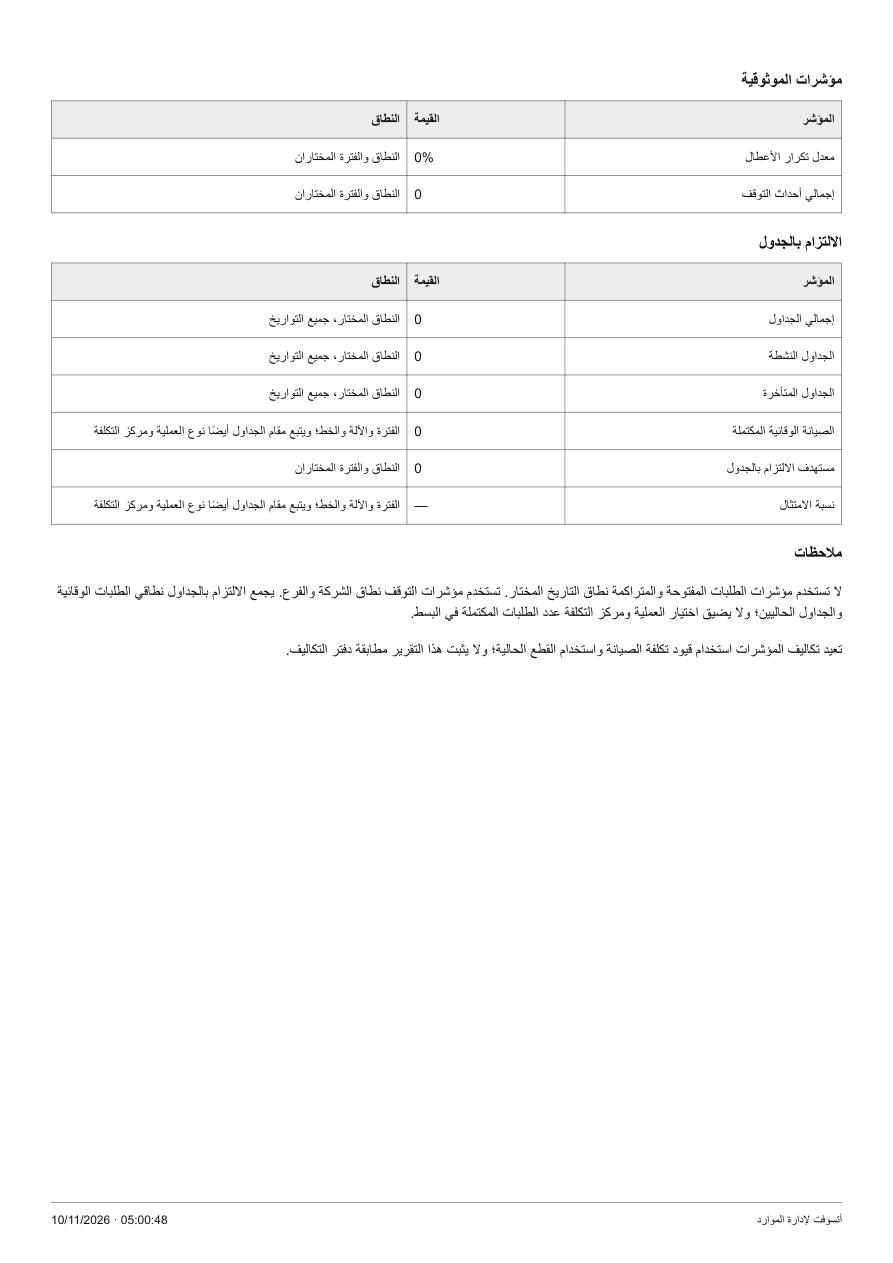 مؤشرات الموثوقية
المؤشر القيمة النطاق
معدل تكرار الأعطال 0% النطاق والفترة المختاران
إجمالي أحداث التوقف 0 النطاق والفترة المختاران
الالتزام بالجدول
المؤشر القيمة النطاق
إجمالي الجداول 0 النطاق المختار، جميع التواريخ
الجداول النشطة 0 النطاق المختار، جميع التواريخ
الجداول المتأخرة 0 النطاق المختار، جميع التواريخ
الصيانة الوقائية المكتملة 0 الفترة والآلة والخط؛ ويتبع مقام الجداول أيضًا نوع العملية ومركز التكلفة
مستهدف الالتزام بالجدول 0 النطاق والفترة المختاران
نسبة الامتثال — الفترة والآلة والخط؛ ويتبع مقام الجداول أيضًا نوع العملية ومركز التكلفة
ملاحظات
لا تستخدم مؤشرات الطلبات المفتوحة والمتراكمة نطاق التاريخ المختار. تستخدم مؤشرات التوقف نطاق الشركة والفرع. يجمع الالتزام بالجداول نطاقي الطلبات الوقائية
والجداول الحاليين؛ ولا يضيق اختيار العملية ومركز التكلفة عدد الطلبات المكتملة في البسط.
تعيد تكاليف المؤشرات استخدام قيود تكلفة الصيانة واستخدام القطع الحالية؛ ولا يثبت هذا التقرير مطابقة دفتر التكاليف.
أتسوفت لإدارة الموارد 10/11/2026 · 05:00:48